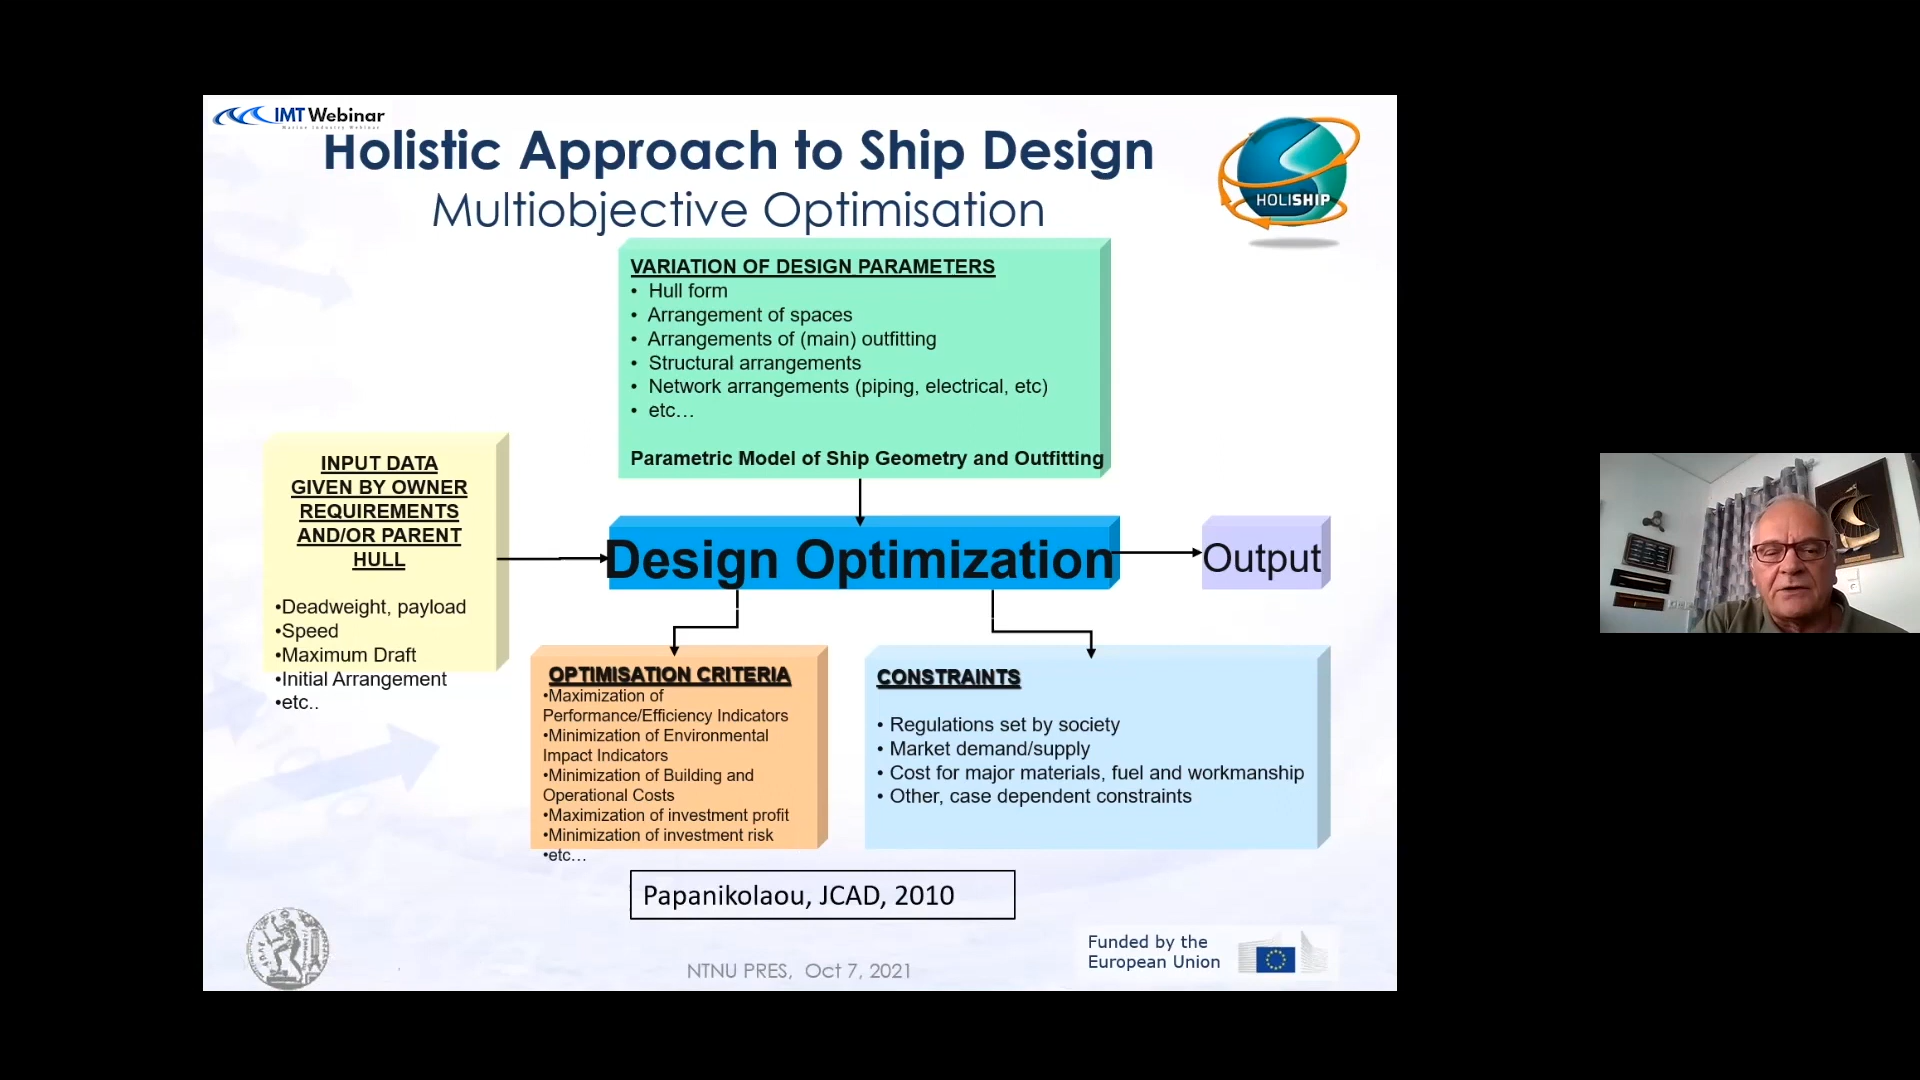 IMT Webinar
Marine Industry Webinar
Holistic Approach to Ship Design
Multiobjective Optimisation
HOLISHIP
VARIATION OF DESIGN PARAMETERS
• Hull form
• Arrangement of spaces
• Arrangements of (main) outfitting
• Structural arrangements
• Network arrangements (piping, electrical, etc)
• etc…
Parametric Model of Ship Geometry and Outfitting
INPUT DATA
GIVEN BY OWNER
REQUIREMENTS
AND/OR PARENT
HULL
•Deadweight, payload
•Speed
•Maximum Draft
•Initial Arrangement
•etc..
Design Optimization
Output
OPTIMISATION CRITERIA
•Maximization of
Performance/Efficiency Indicators
•Minimization of Environmental
Impact Indicators
•Minimization of Building and
Operational Costs
•Maximization of investment profit
•Minimization of investment risk
•etc…
CONSTRAINTS
• Regulations set by society
• Market demand/supply
• Cost for major materials, fuel and workmanship
• Other, case dependent constraints
Papanikolaou, JCAD, 2010
NTNU PRES, Oct 7, 2021
Funded by the
European Union